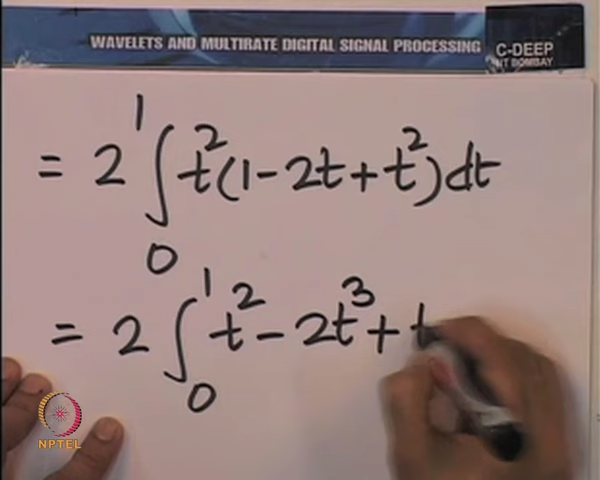 WAVELETS AND MULTIRATE DIGITAL SIGNAL PROCESSING
C-DEEP
IIT BOMBAY
= 2 ∫₀¹ t²(1 - 2t + t²)dt
= 2 ∫₀¹ t² - 2t³ + t
NPTEL